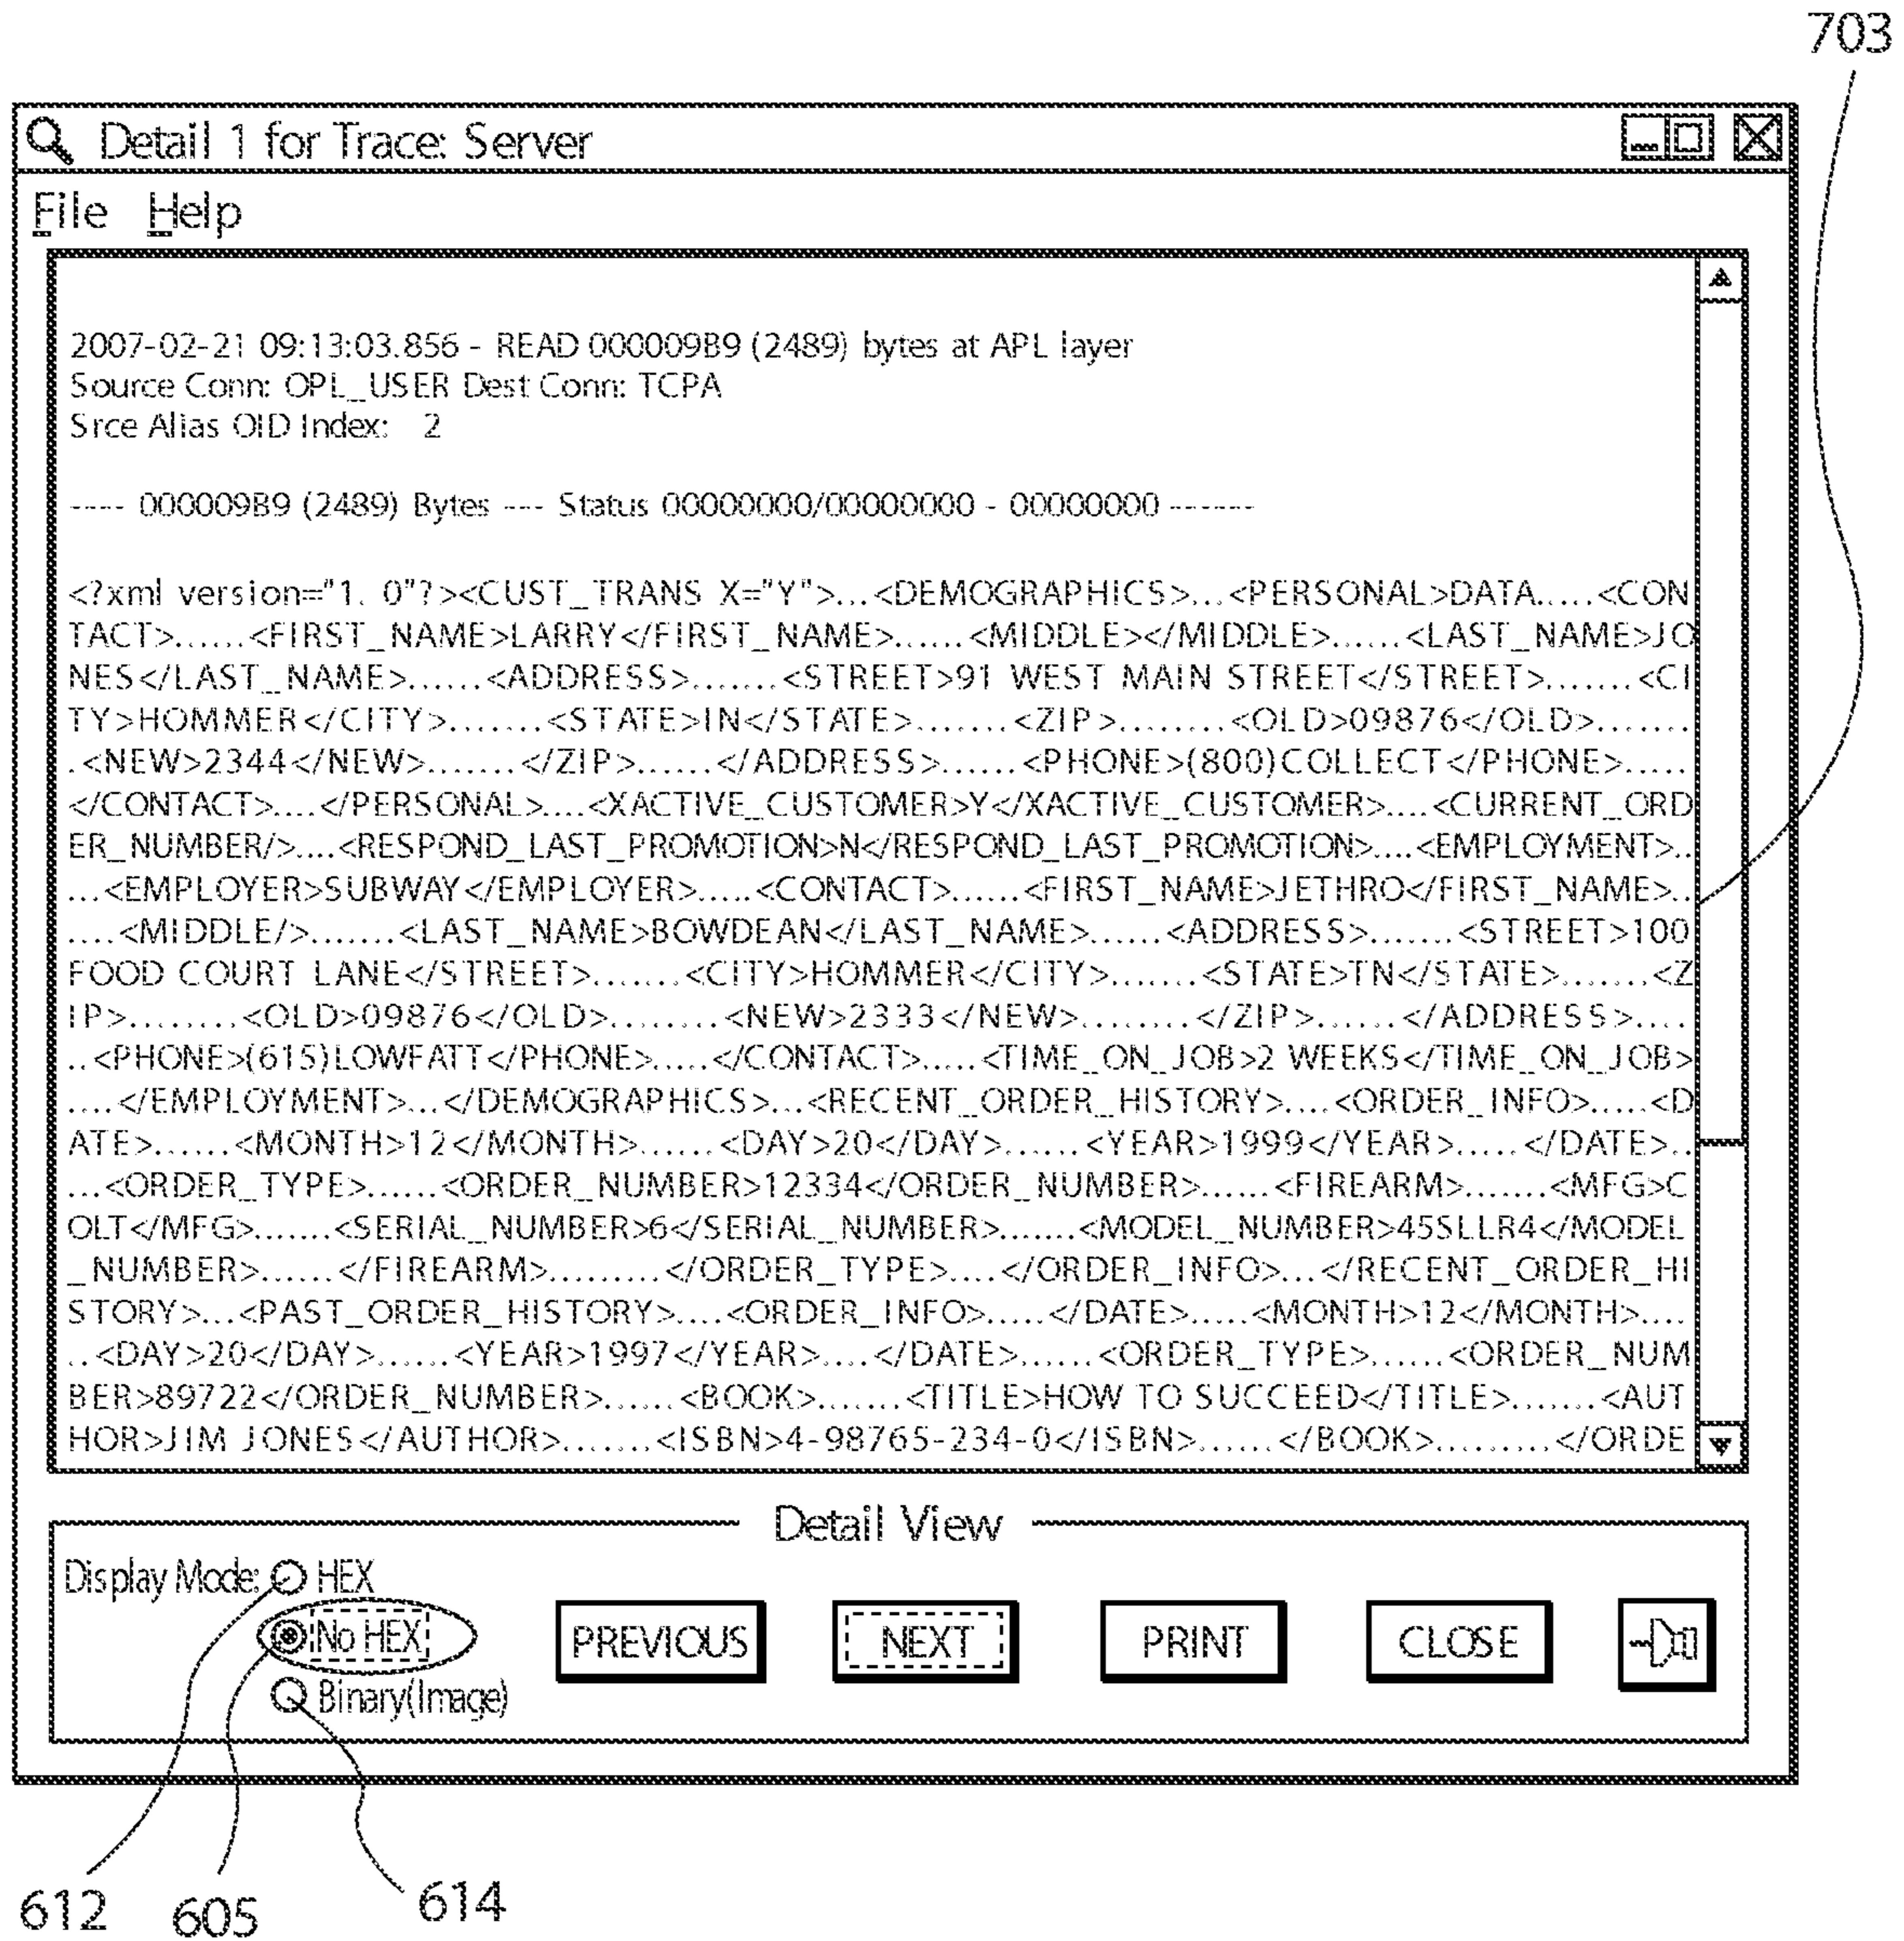 703
Detail 1 for Trace: Server
File Help
2007-02-21 09:13:03.856 - READ 000009B9 (2489) bytes at APL layer
Source Conn: OPL_USER Dest Conn: TCPA
Srce Alias OID Index: 2
----- 000009B9 (2489) Bytes ---- Status 00000000/00000000 - 00000000 -------
<?xml version="1. 0"?><CUST_TRANS X="Y">...<DEMOGRAPHICS>...<PERSONAL>DATA.....<CON
TACT>......<FIRST_NAME>LARRY</FIRST_NAME>......<MIDDLE></MIDDLE>......<LAST_NAME>JO
NES</LAST_NAME>......<ADDRESS>.......<STREET>91 WEST MAIN STREET</STREET>.......<CI
TY>HOMMER</CITY>.......<STATE>IN</STATE>.......<ZIP>........<OLD>09876</OLD>.......
.<NEW>2344</NEW>.......</ZIP>......</ADDRESS>......<PHONE>(800)COLLECT</PHONE>.....
</CONTACT>....</PERSONAL>....<XACTIVE_CUSTOMER>Y</XACTIVE_CUSTOMER>....<CURRENT_ORD
ER_NUMBER/>....<RESPOND_LAST_PROMOTION>N</RESPOND_LAST_PROMOTION>....<EMPLOYMENT>..
...<EMPLOYER>SUBWAY</EMPLOYER>.....<CONTACT>......<FIRST_NAME>JETHRO</FIRST_NAME>..
....<MIDDLE/>.......<LAST_NAME>BOWDEAN</LAST_NAME>......<ADDRESS>.......<STREET>100
FOOD COURT LANE</STREET>.......<CITY>HOMMER</CITY>.......<STATE>TN</STATE>.......<Z
IP>........<OLD>09876</OLD>........<NEW>2333</NEW>........</ZIP>......</ADDRESS>....
..<PHONE>(615)LOWFATT</PHONE>.....</CONTACT>.....<TIME_ON_JOB>2 WEEKS</TIME_ON_JOB>
....</EMPLOYMENT>...</DEMOGRAPHICS>...<RECENT_ORDER_HISTORY>....<ORDER_INFO>.....<D
ATE>......<MONTH>12</MONTH>......<DAY>20</DAY>......<YEAR>1999</YEAR>.....</DATE>..
...<ORDER_TYPE>......<ORDER_NUMBER>12334</ORDER_NUMBER>......<FIREARM>.......<MFG>C
OLT</MFG>.......<SERIAL_NUMBER>6</SERIAL_NUMBER>.......<MODEL_NUMBER>45SLLR4</MODEL
_NUMBER>......</FIREARM>.........</ORDER_TYPE>....</ORDER_INFO>...</RECENT_ORDER_HI
STORY>...<PAST_ORDER_HISTORY>....<ORDER_INFO>.....</DATE>.....<MONTH>12</MONTH>....
..<DAY>20</DAY>......<YEAR>1997</YEAR>....</DATE>......<ORDER_TYPE>......<ORDER_NUM
BER>89722</ORDER_NUMBER>......<BOOK>.......<TITLE>HOW TO SUCCEED</TITLE>.......<AUT
HOR>JIM JONES</AUTHOR>.......<ISBN>4-98765-234-0</ISBN>......</BOOK>.........</ORDE
Detail View
Display Mode: HEX
No HEX
Binary(Image)
PREVIOUS NEXT PRINT CLOSE
612 605 614